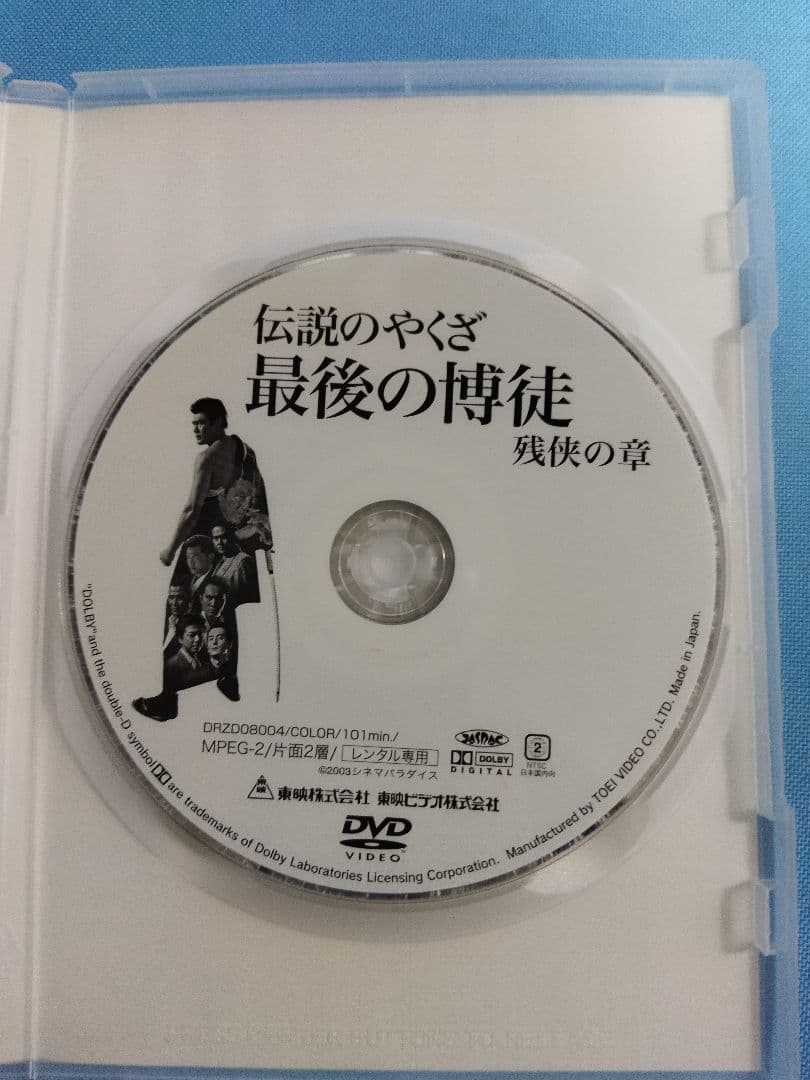 伝説のやくざ
最後の博徒
残侠の章
DRZD08004/COLOR/101min./
MPEG-2/片面2層/レンタル専用
©2003シネマパラダイス
JASRAC
DOLBY
DIGITAL
2
NTSC
日本国内向
東映
東映株式会社 東映ビデオ株式会社
DVD
VIDEO
"DOLBY" and the double-D symbol are trademarks of Dolby Laboratories Licensing Corporation. Manufactured by TOEI VIDEO CO.,LTD. Made in Japan.